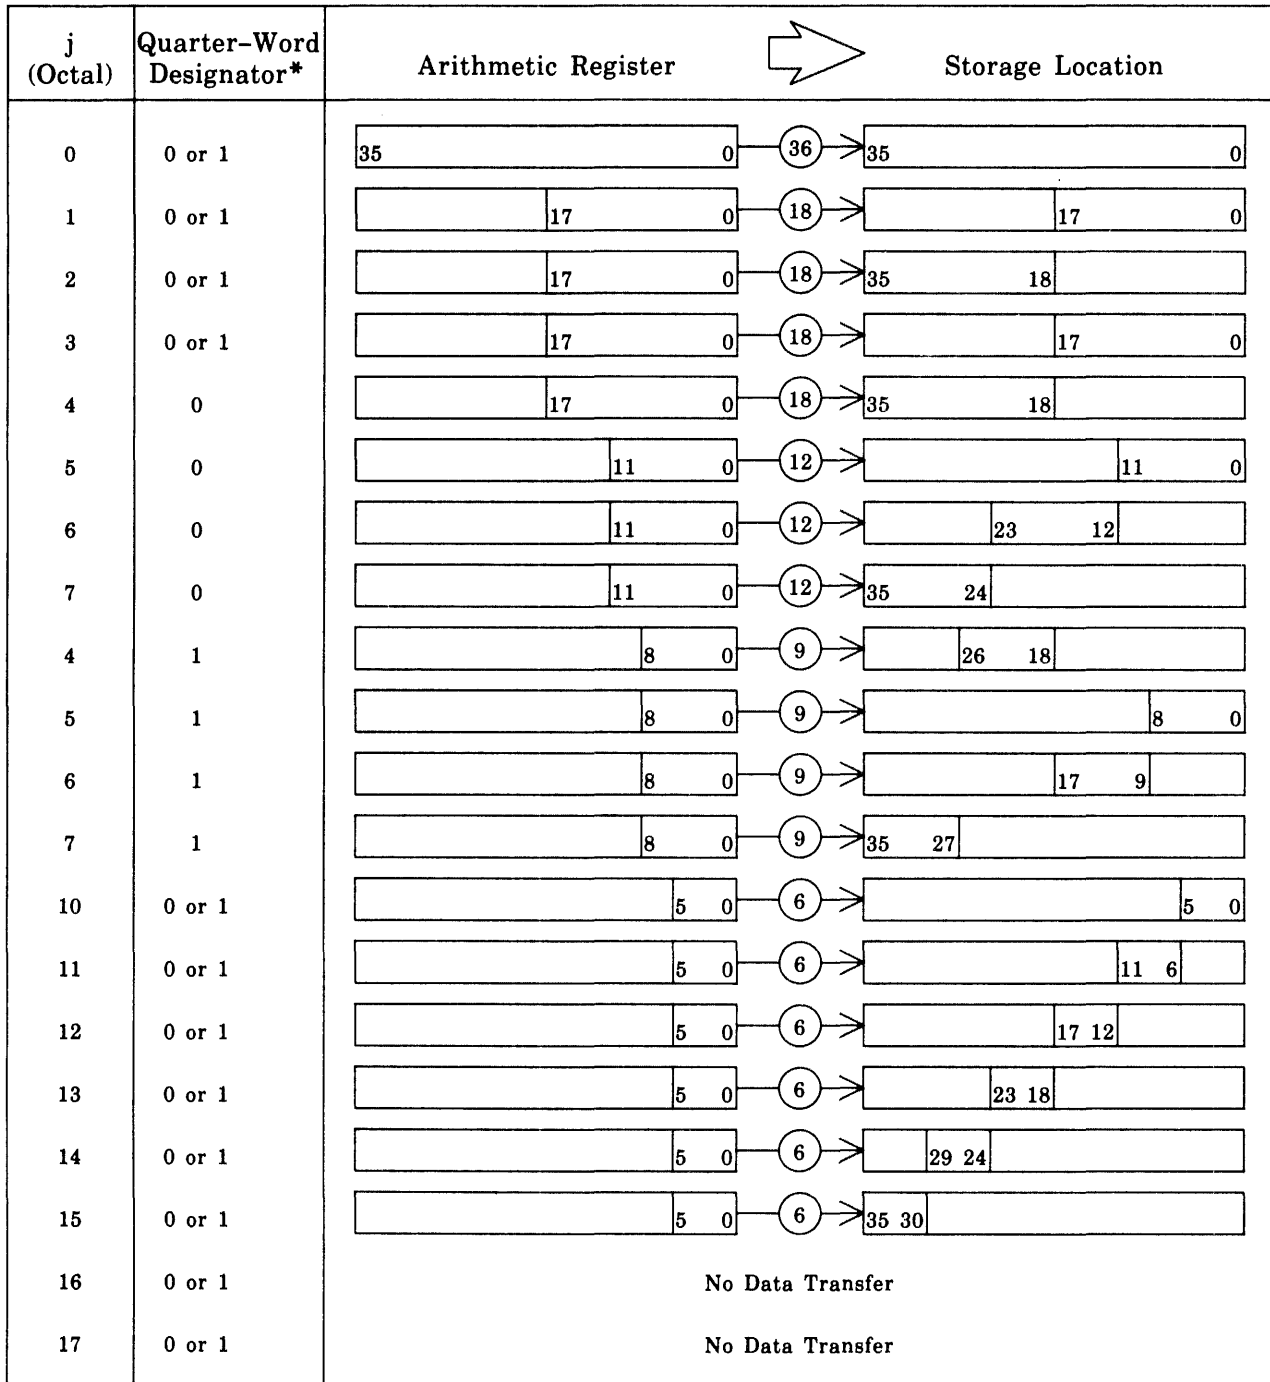 j (Octal) Quarter-Word Designator* Arithmetic Register Storage Location
0 0 or 1 35 0 36 35 0
1 0 or 1 17 0 18 17 0
2 0 or 1 17 0 18 35 18
3 0 or 1 17 0 18 17 0
4 0 17 0 18 35 18
5 0 11 0 12 11 0
6 0 11 0 12 23 12
7 0 11 0 12 35 24
4 1 8 0 9 26 18
5 1 8 0 9 8 0
6 1 8 0 9 17 9
7 1 8 0 9 35 27
10 0 or 1 5 0 6 5 0
11 0 or 1 5 0 6 11 6
12 0 or 1 5 0 6 17 12
13 0 or 1 5 0 6 23 18
14 0 or 1 5 0 6 29 24
15 0 or 1 5 0 6 35 30
16 0 or 1 No Data Transfer
17 0 or 1 No Data Transfer